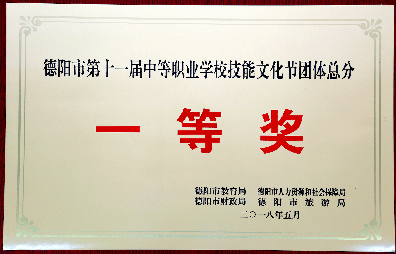 德阳市第十一届中等职业学校技能文化节团体总分
一等奖
德阳市教育局 德阳市人力资源和社会保障局
德阳市财政局 德阳市旅游局
二〇一八年五月